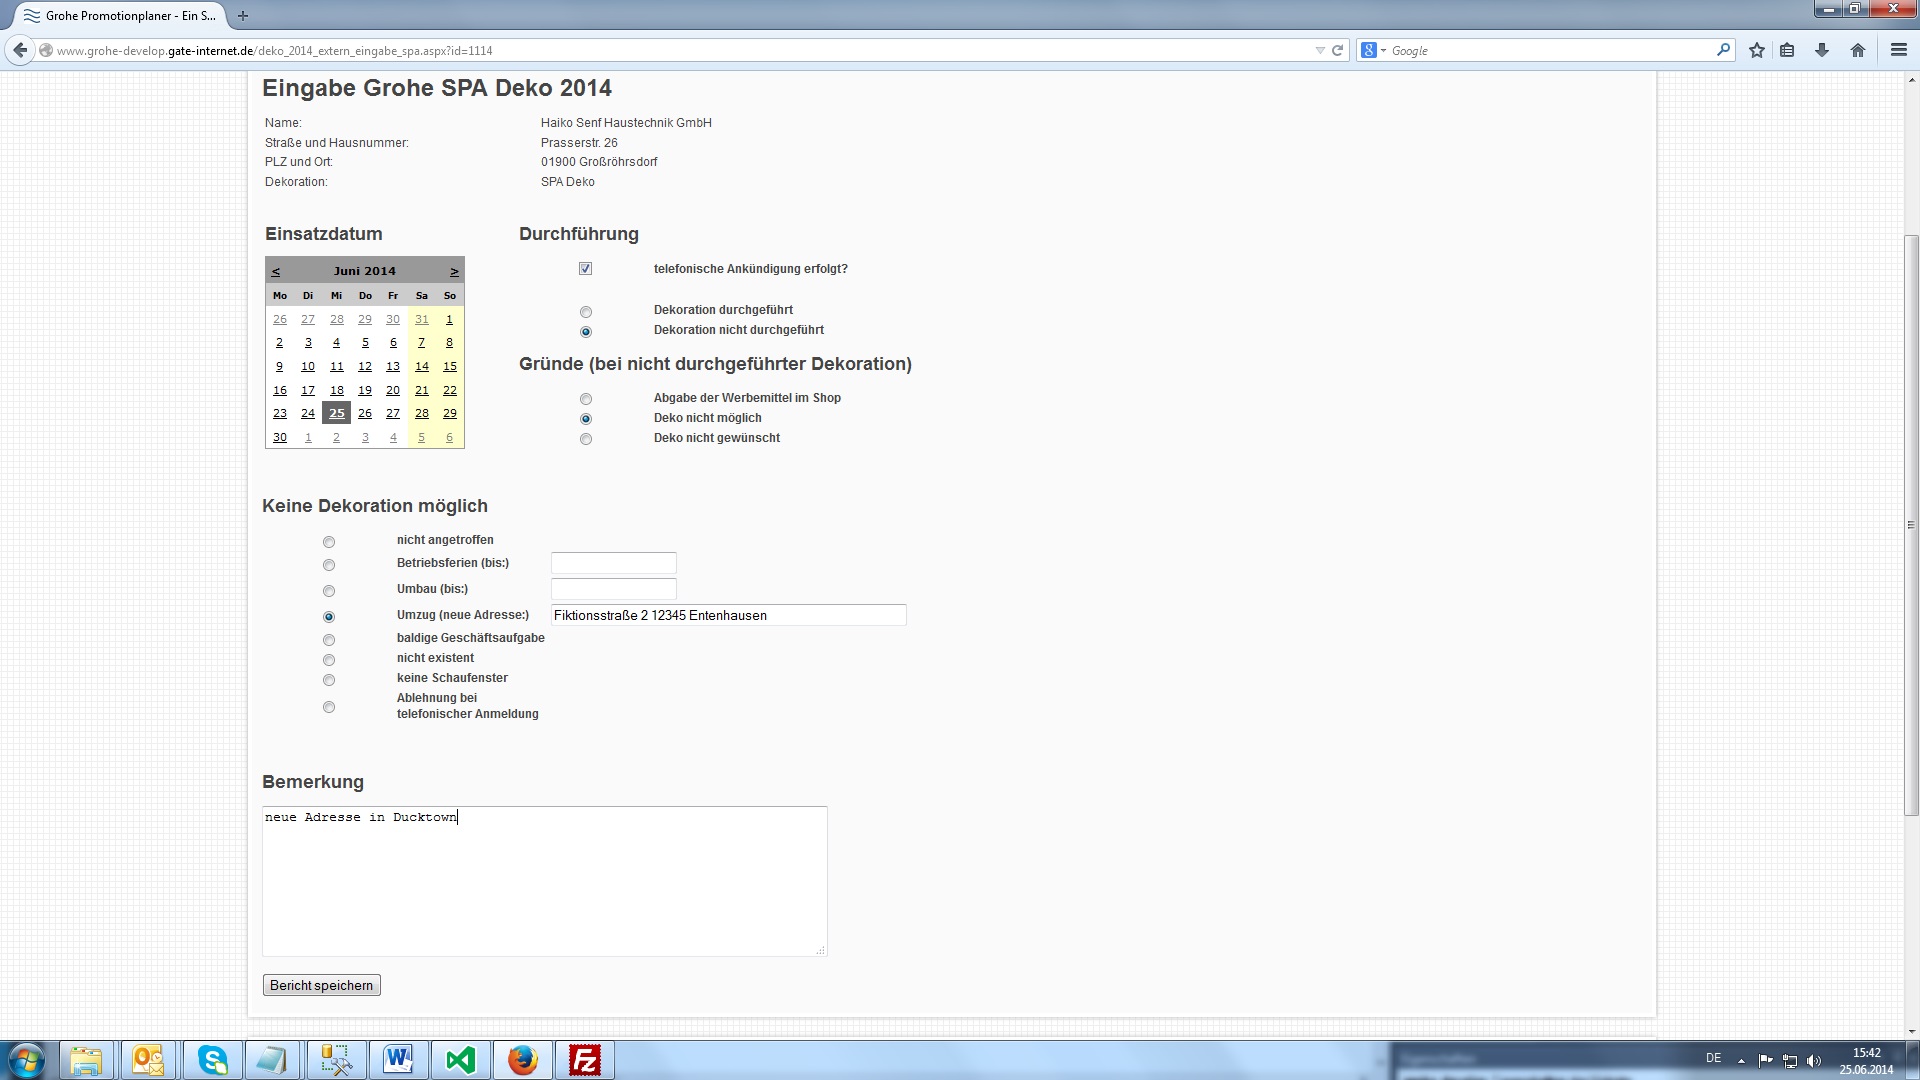 Grohe Promotionplaner - Ein S...
www.grohe-develop.gate-internet.de/deko_2014_extern_eingabe_spa.aspx?id=1114
Google
Eingabe Grohe SPA Deko 2014
Name: Haiko Senf Haustechnik GmbH
Straße und Hausnummer: Prasserstr. 26
PLZ und Ort: 01900 Großröhrsdorf
Dekoration: SPA Deko
Einsatzdatum
< Juni 2014 >
Mo Di Mi Do Fr Sa So
26 27 28 29 30 31 1
2 3 4 5 6 7 8
9 10 11 12 13 14 15
16 17 18 19 20 21 22
23 24 25 26 27 28 29
30 1 2 3 4 5 6
Durchführung
telefonische Ankündigung erfolgt?
Dekoration durchgeführt
Dekoration nicht durchgeführt
Gründe (bei nicht durchgeführter Dekoration)
Abgabe der Werbemittel im Shop
Deko nicht möglich
Deko nicht gewünscht
Keine Dekoration möglich
nicht angetroffen
Betriebsferien (bis:)
Umbau (bis:)
Umzug (neue Adresse:) Fiktionsstraße 2 12345 Entenhausen
baldige Geschäftsaufgabe
nicht existent
keine Schaufenster
Ablehnung bei
telefonischer Anmeldung
Bemerkung
neue Adresse in Ducktown
Bericht speichern
DE
15:42
25.06.2014